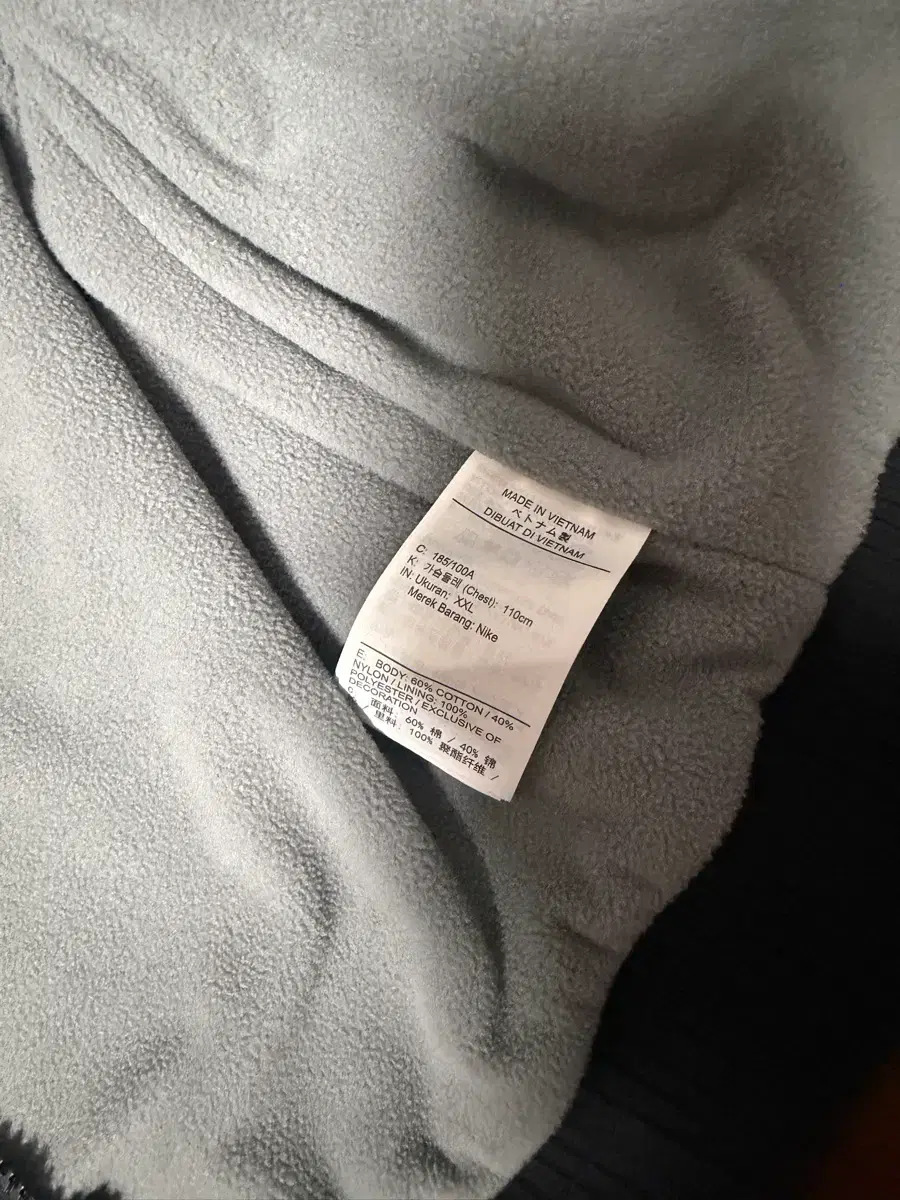 MADE IN VIETNAM
ベトナム製
DIBUAT DI VIETNAM
C: 185/100A
K: 가슴둘레 (Chest): 110cm
IN: Ukuran: XXL
Merek Barang: Nike
E: BODY: 60% COTTON / 40%
NYLON / LINING: 100%
POLYESTER / EXCLUSIVE OF
DECORATION
面料: 60% 棉 / 40% 锦
/ 里料: 100% 聚酯纤维 /